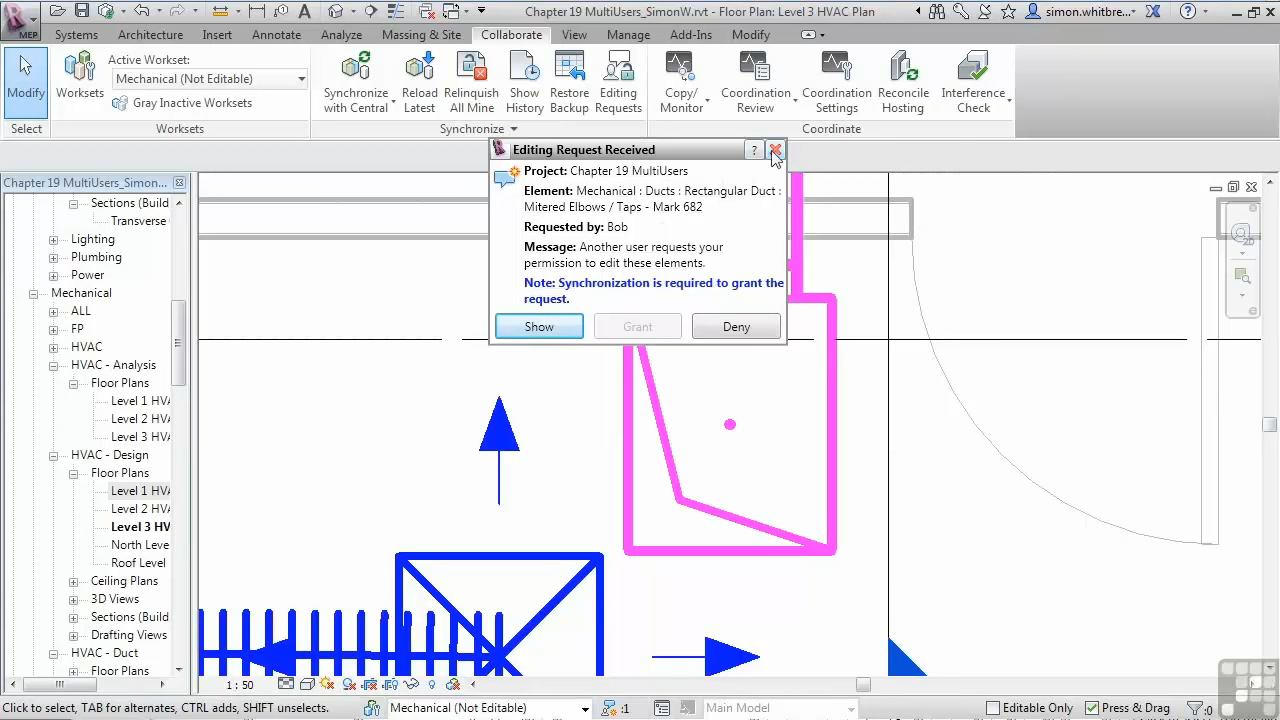 Chapter 19 MultiUsers_SimonW.rvt - Floor Plan: Level 3 HVAC Plan
simon.whitbre...
MEP
Systems
Architecture
Insert
Annotate
Analyze
Massing & Site
Collaborate
View
Manage
Add-Ins
Modify
Modify
Select
Worksets
Active Workset:
Mechanical (Not Editable)
Gray Inactive Worksets
Worksets
Synchronize
with Central
Reload
Latest
Relinquish
All Mine
Show
History
Restore
Backup
Editing
Requests
Synchronize
Copy/
Monitor
Coordination
Review
Coordination
Settings
Reconcile
Hosting
Interference
Check
Coordinate
Editing Request Received
?
Project: Chapter 19 MultiUsers
Element: Mechanical : Ducts : Rectangular Duct :
Mitered Elbows / Taps - Mark 682
Requested by: Bob
Message: Another user requests your
permission to edit these elements.
Note: Synchronization is required to grant the
request.
Show
Grant
Deny
Chapter 19 MultiUsers_Simon...
Sections (Build
Transverse
Lighting
Plumbing
Power
Mechanical
ALL
FP
HVAC
HVAC - Analysis
Floor Plans
Level 1 HVA
Level 2 HVA
Level 3 HVA
HVAC - Design
Floor Plans
Level 1 HVA
Level 2 HVA
Level 3 HV
North Leve
Roof Level
Ceiling Plans
3D Views
Sections (Build
Drafting Views
HVAC - Duct
Floor Plans
2D
1 : 50
Click to select, TAB for alternates, CTRL adds, SHIFT unselects.
Mechanical (Not Editable)
:1
Main Model
Editable Only
Press & Drag
:0